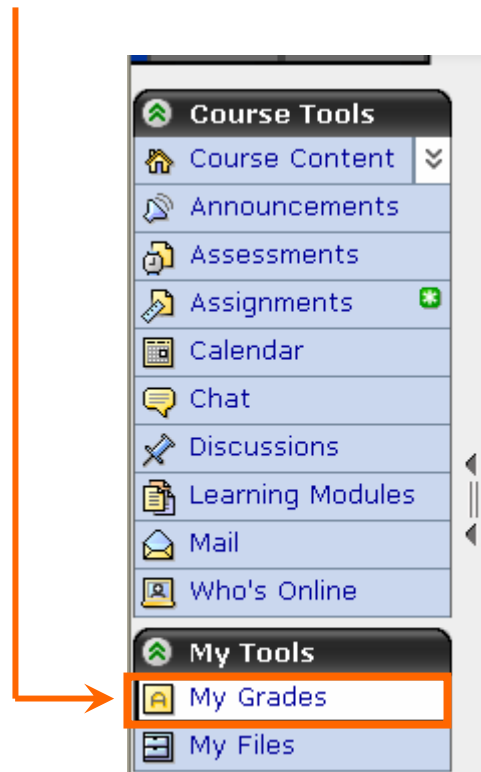 Course Tools
Course Content
Announcements
Assessments
Assignments
Calendar
Chat
Discussions
Learning Modules
Mail
Who's Online
My Tools
My Grades
My Files